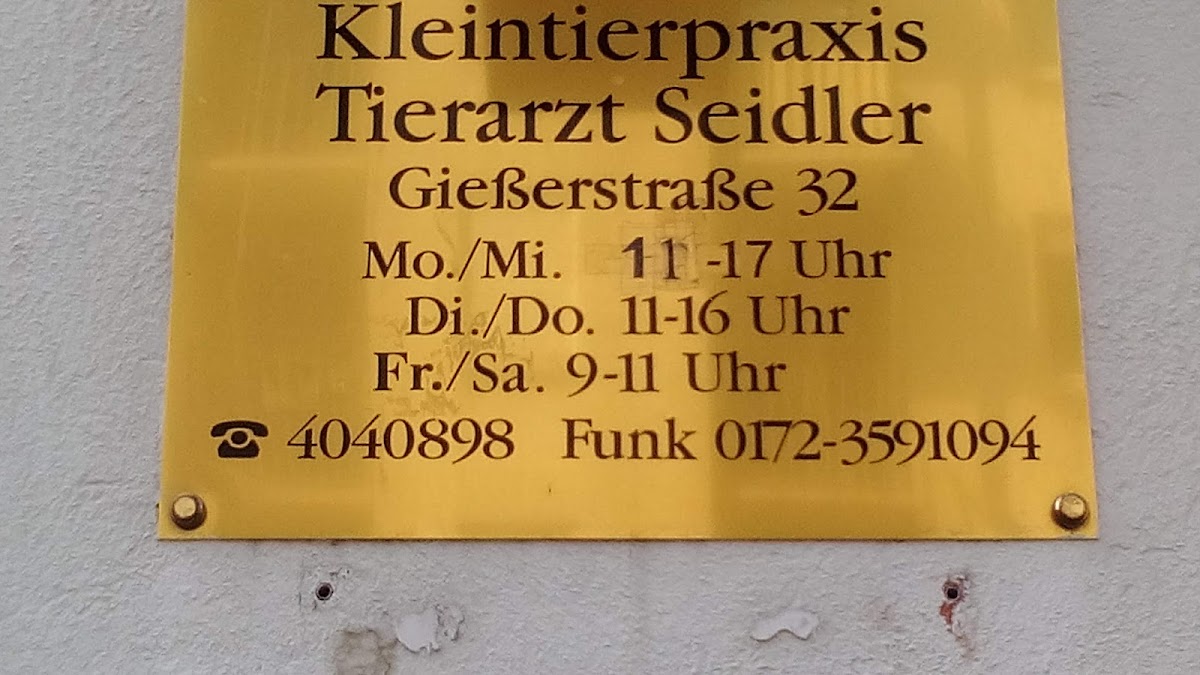 Kleintierpraxis
Tierarzt Seidler
Gießerstraße 32
Mo./Mi. 11-17 Uhr
Di./Do. 11-16 Uhr
Fr./Sa. 9-11 Uhr
☎ 4040898 Funk 0172-3591094